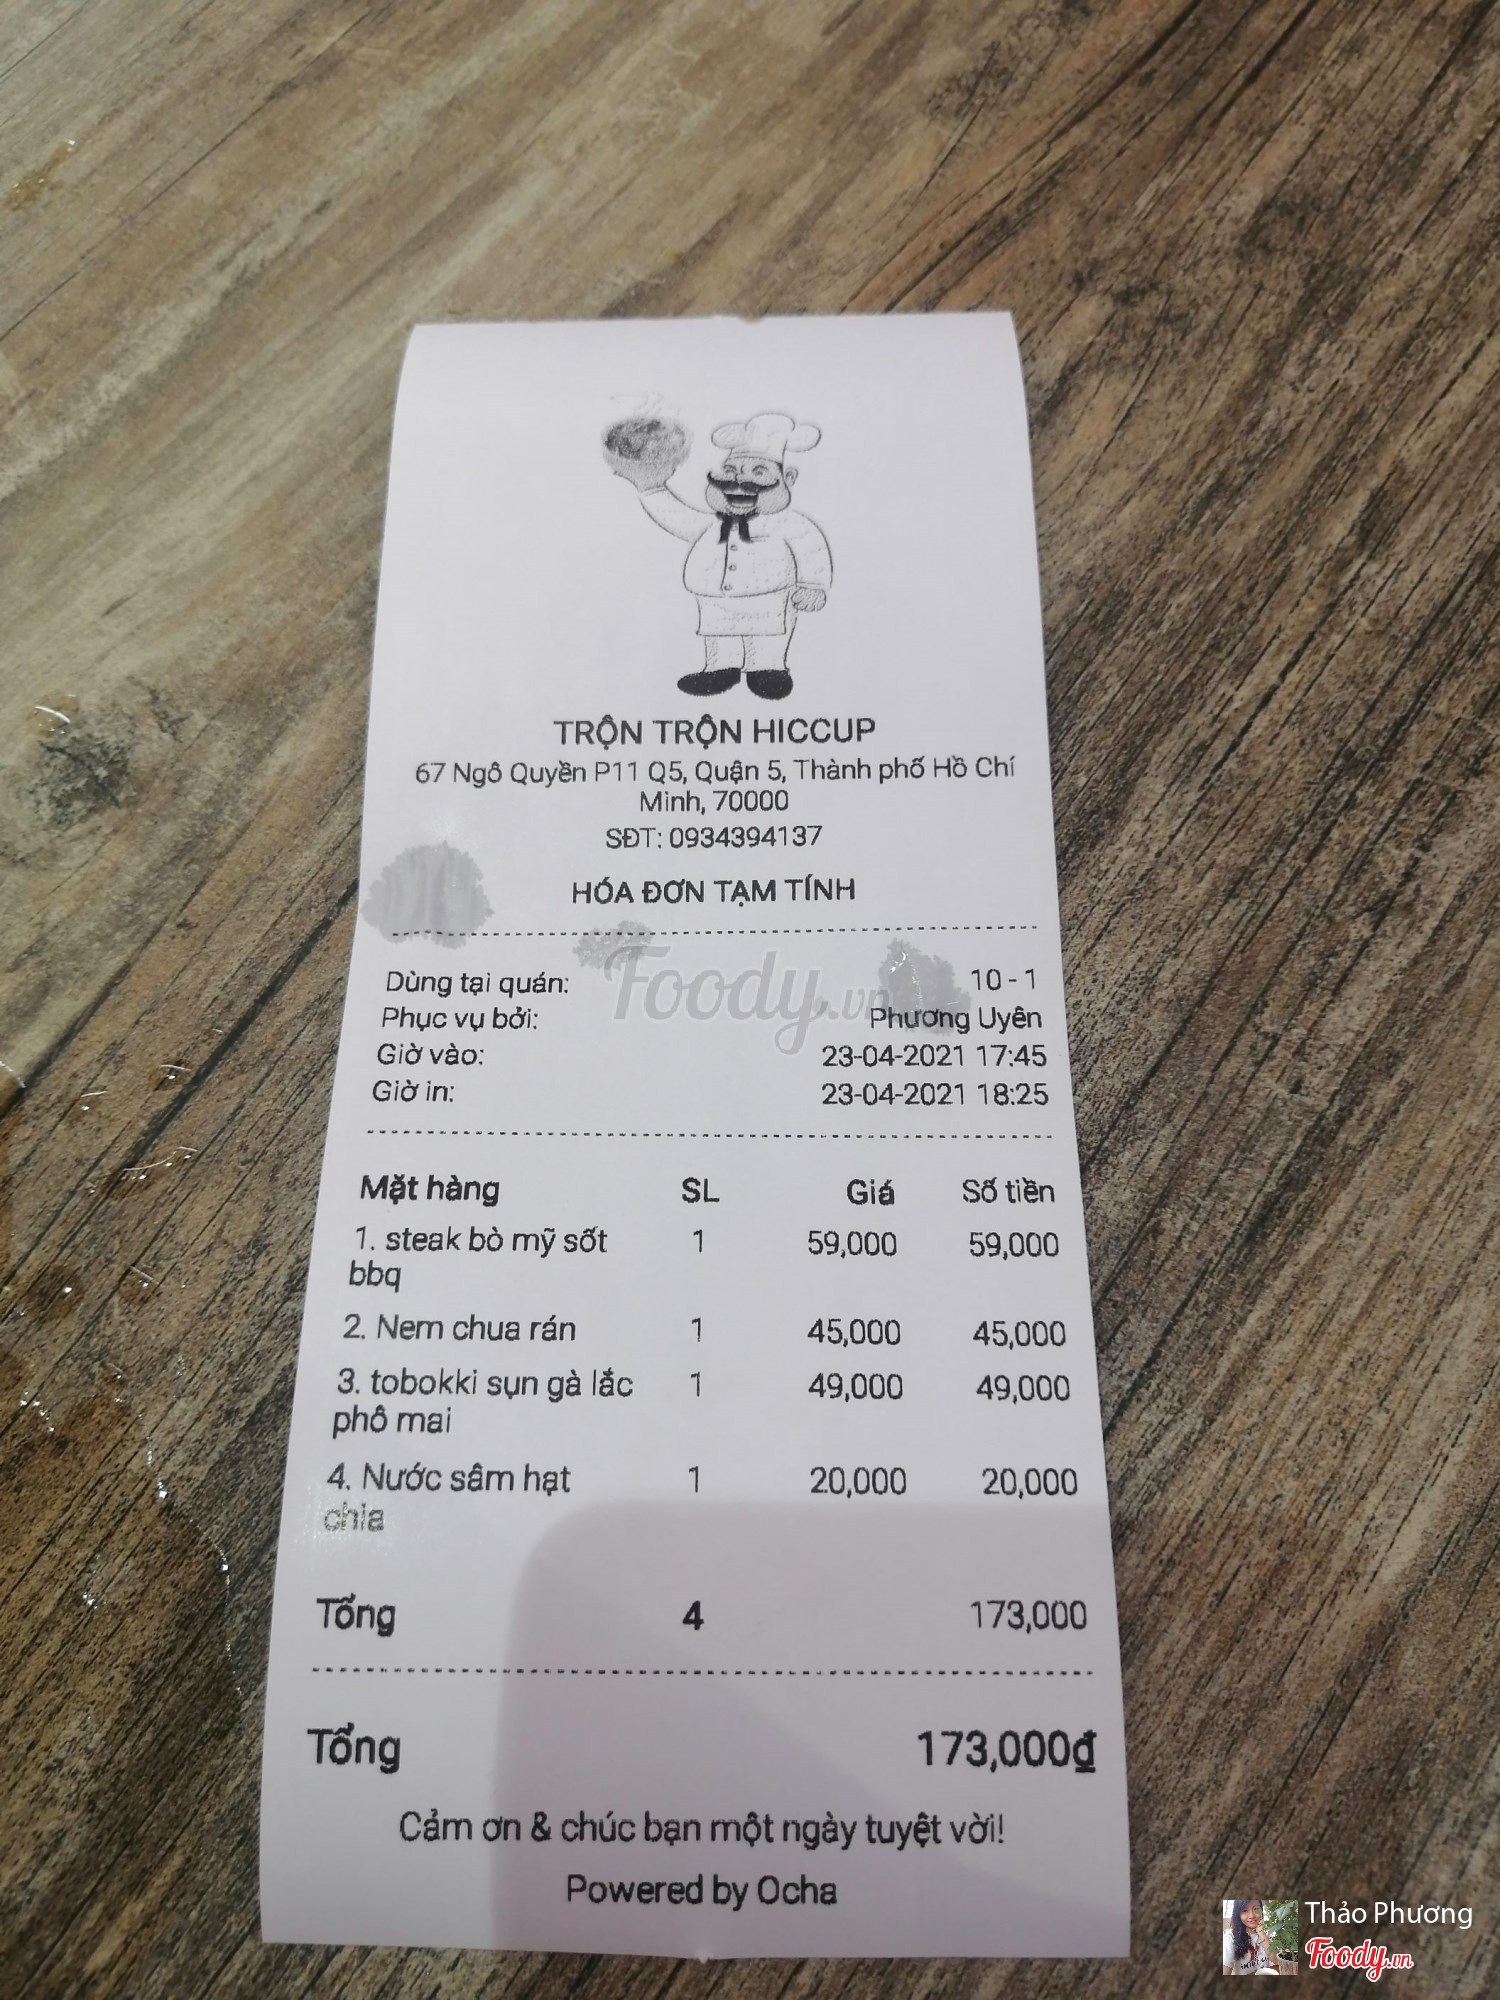 TRỘN TRỘN HICCUP
67 Ngô Quyền P11 Q5, Quận 5, Thành phố Hồ Chí
Minh, 70000
SĐT: 0934394137
HÓA ĐƠN TẠM TÍNH
Foody.vn
Dùng tại quán: 10 - 1
Phục vụ bởi: Phương Uyên
Giờ vào: 23-04-2021 17:45
Giờ in: 23-04-2021 18:25
Mặt hàng SL Giá Số tiền
1. steak bò mỹ sốt 1 59,000 59,000
bbq
2. Nem chua rán 1 45,000 45,000
3. tobokki sụn gà lắc 1 49,000 49,000
phô mai
4. Nước sâm hạt 1 20,000 20,000
chia
Tổng 4 173,000
Tổng 173,000₫
Cảm ơn & chúc bạn một ngày tuyệt vời!
Powered by Ocha
Thảo Phương
Foody.vn